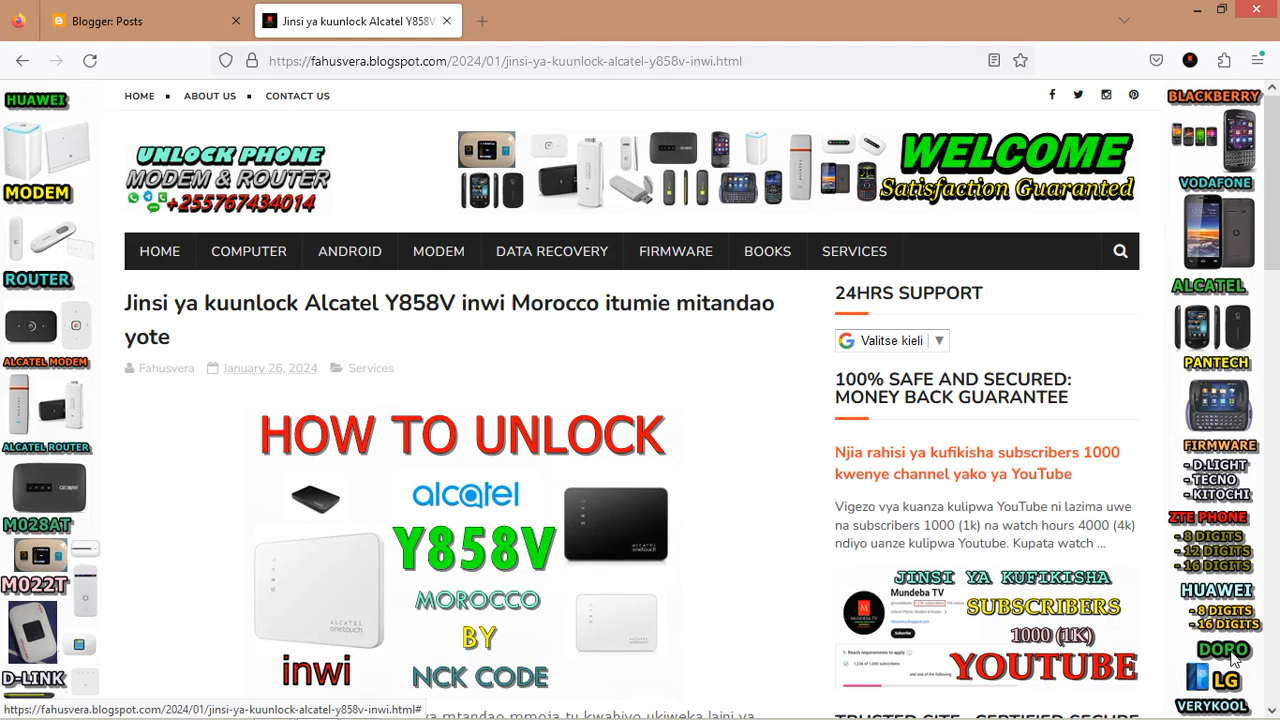 Blogger: Posts
Jinsi ya kuunlock Alcatel Y858V
https://fahusvera.blogspot.com/2024/01/jinsi-ya-kuunlock-alcatel-y858v-inwi.html
HOME
ABOUT US
CONTACT US
UNLOCK PHONE
MODEM & ROUTER
+255767434014
WELCOME
Satisfaction Guaranteed
HOME
COMPUTER
ANDROID
MODEM
DATA RECOVERY
FIRMWARE
BOOKS
SERVICES
Jinsi ya kuunlock Alcatel Y858V inwi Morocco itumie mitandao
yote
Fahusvera
January 26, 2024
Services
HOW TO UNLOCK
alcatel
Y858V
MOROCCO
BY
NCK CODE
inwi
24HRS SUPPORT
Valitse kieli
100% SAFE AND SECURED:
MONEY BACK GUARANTEE
Njia rahisi ya kufikisha subscribers 1000
kwenye channel yako ya YouTube
Vigezo vya kuanza kulipwa YouTube ni lazima uwe
na subscribers 1000 (1k) na watch hours 4000 (4k)
ndiyo uanze kulipwa Youtube. Kupata watch ...
JINSI YA KUFIKISHA
Mundeba TV
SUBSCRIBERS
1000 (1K)
YOUTUBE
Subscribe
HUAWEI
MODEM
ROUTER
ALCATEL MODEM
ALCATEL ROUTER
M028AT
M022T
D-LINK
BLACKBERRY
VODAFONE
ALCATEL
PANTECH
FIRMWARE
- D.LIGHT
- TECNO
- KITOCHI
ZTE PHONE
- 8 DIGITS
- 12 DIGITS
- 16 DIGITS
HUAWEI
- 8 DIGITS
- 16 DIGITS
DOPO
LG
VERYKOOL
https://fahusvera.blogspot.com/2024/01/jinsi-ya-kuunlock-alcatel-y858v-inwi.html#